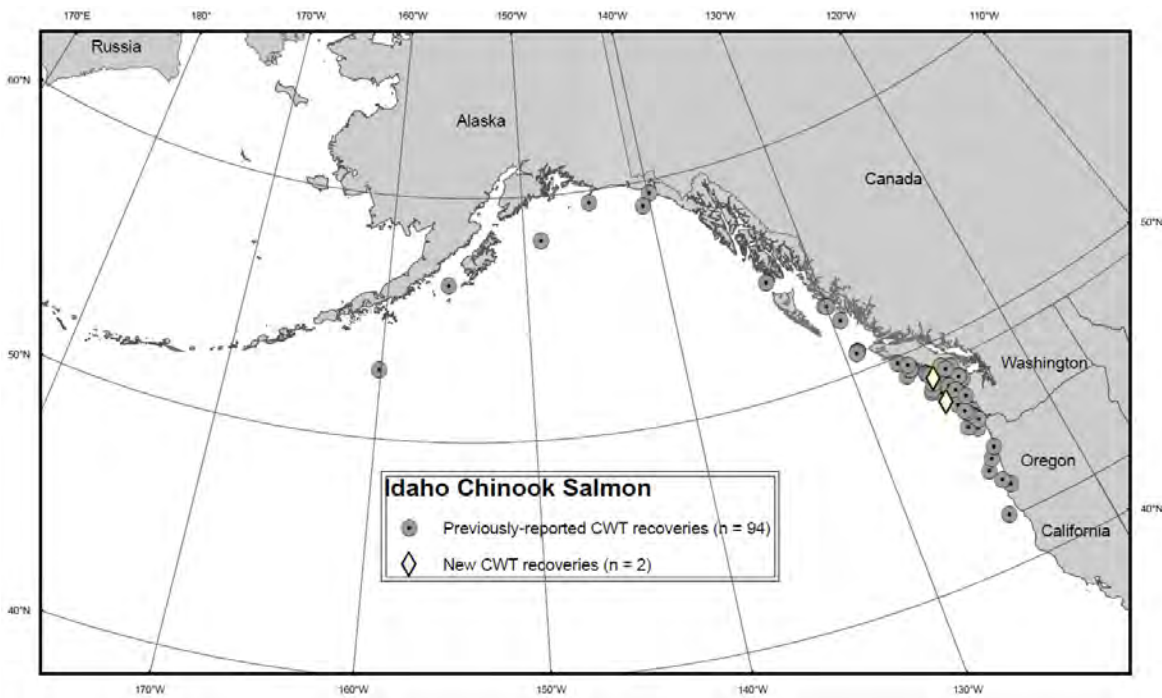 170°E 180° 170°W 160°W 150°W 140°W 130°W 120°W 110°W
Russia
60°N
Alaska
Canada
50°N
50°N
Washington
Oregon
Idaho Chinook Salmon
Previously-reported CWT recoveries (n = 94)
40°N
California
New CWT recoveries (n = 2)
40°N
170°W 160°W 150°W 140°W 130°W